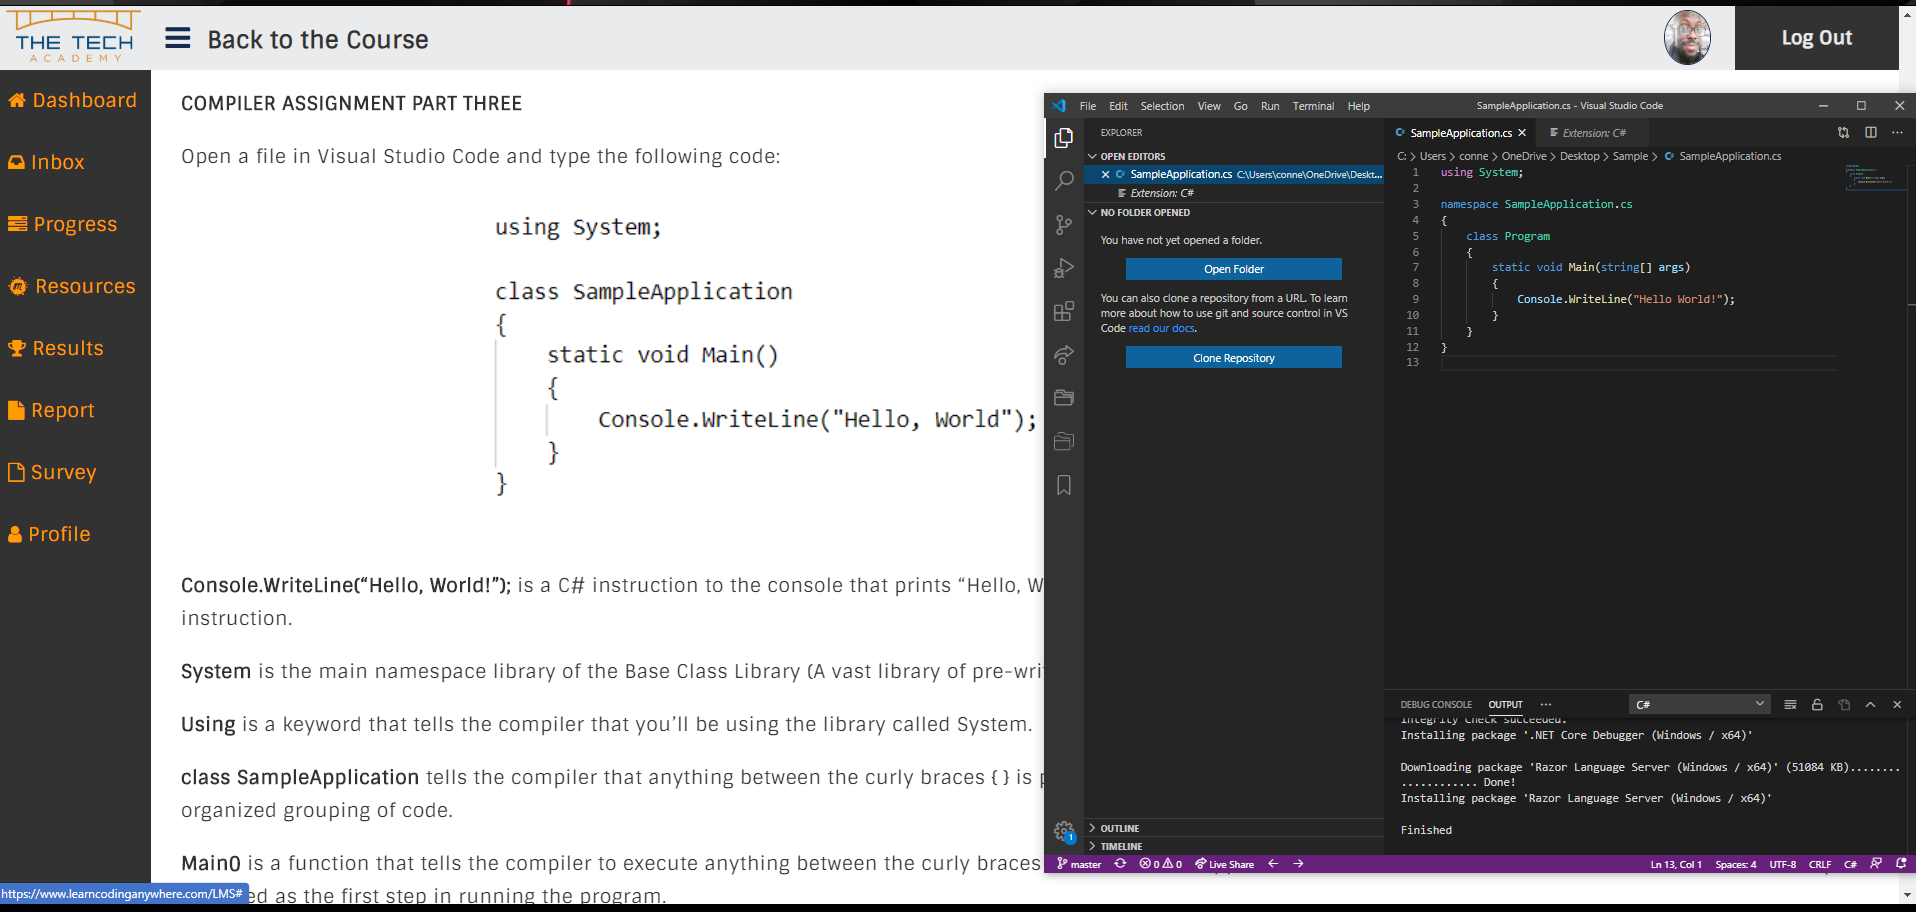 THE TECH
ACADEMY
Back to the Course
Log Out
Dashboard
Inbox
Progress
Resources
Results
Report
Survey
Profile
COMPILER ASSIGNMENT PART THREE
Open a file in Visual Studio Code and type the following code:
using System;
class SampleApplication
{
static void Main()
{
Console.WriteLine("Hello, World");
}
}
Console.WriteLine(“Hello, World!”); is a C# instruction to the console that prints “Hello, W
instruction.
System is the main namespace library of the Base Class Library (A vast library of pre-wri
Using is a keyword that tells the compiler that you’ll be using the library called System.
class SampleApplication tells the compiler that anything between the curly braces { } is
organized grouping of code.
Main() is a function that tells the compiler to execute anything between the curly braces
ed as the first step in running the program.
https://www.learncodinganywhere.com/LMS#
File Edit Selection View Go Run Terminal Help
SampleApplication.cs - Visual Studio Code
EXPLORER
OPEN EDITORS
SampleApplication.cs C:\Users\conne\OneDrive\Deskt...
Extension: C#
NO FOLDER OPENED
You have not yet opened a folder.
Open Folder
You can also clone a repository from a URL. To learn
more about how to use git and source control in VS
Code read our docs.
Clone Repository
OUTLINE
TIMELINE
SampleApplication.cs
Extension: C#
C: > Users > conne > OneDrive > Desktop > Sample > SampleApplication.cs
1 using System;
2
3 namespace SampleApplication.cs
4 {
5 class Program
6 {
7 static void Main(string[] args)
8 {
9 Console.WriteLine("Hello World!");
10 }
11 }
12 }
13
DEBUG CONSOLE OUTPUT ... C#
Integrity Check succeeded.
Installing package '.NET Core Debugger (Windows / x64)'
Downloading package 'Razor Language Server (Windows / x64)' (51084 KB)........
............ Done!
Installing package 'Razor Language Server (Windows / x64)'
Finished
1
master 0 0 Live Share Ln 13, Col 1 Spaces: 4 UTF-8 CRLF C#